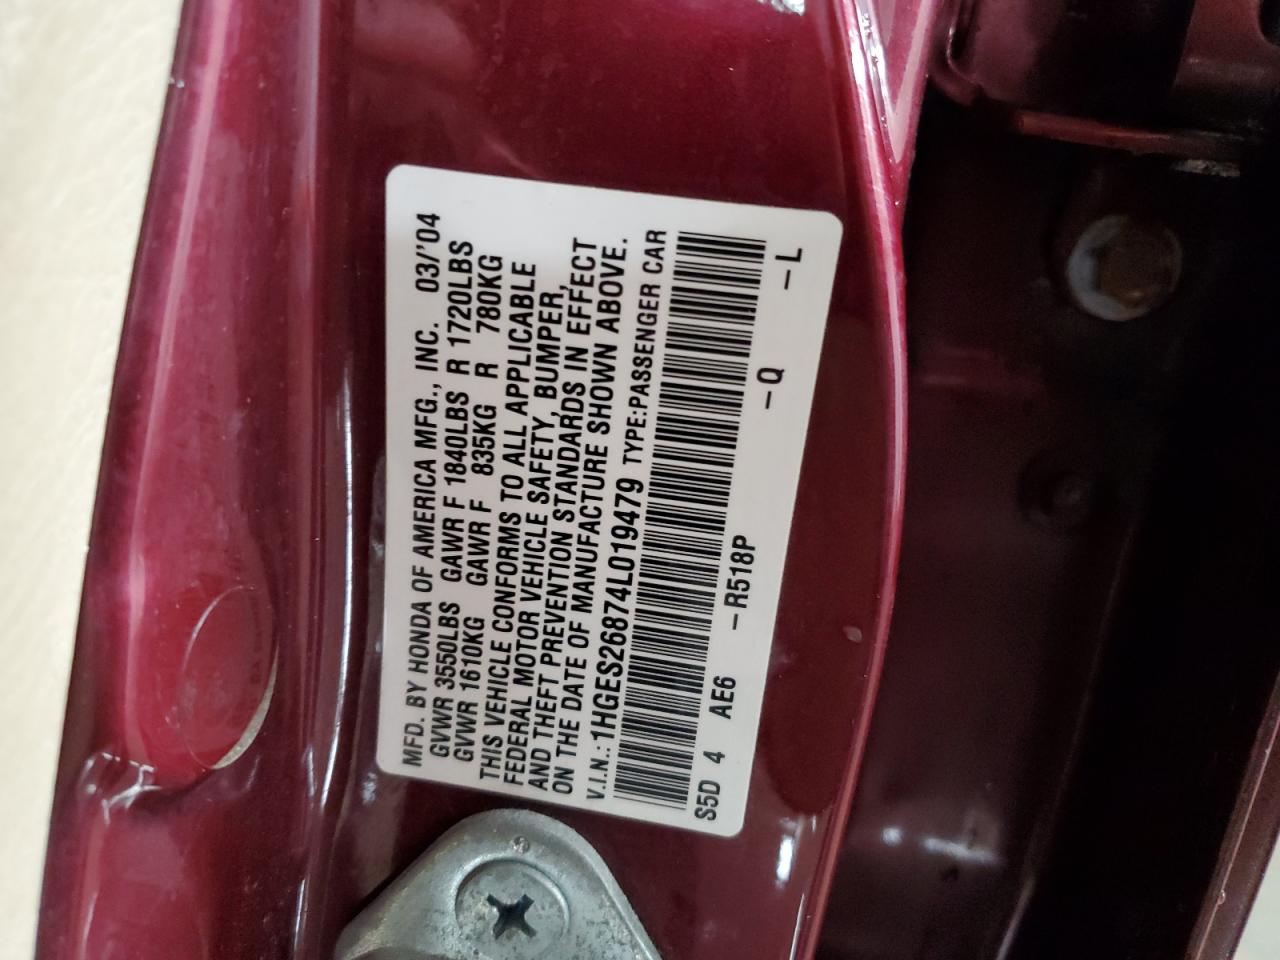 MFD. BY HONDA OF AMERICA MFG., INC. 03/'04
GVWR 3550LBS GAWR F 1840LBS R 1720LBS
GVWR 1610KG GAWR F 835KG R 780KG
THIS VEHICLE CONFORMS TO ALL APPLICABLE
FEDERAL MOTOR VEHICLE SAFETY, BUMPER,
AND THEFT PREVENTION STANDARDS IN EFFECT
ON THE DATE OF MANUFACTURE SHOWN ABOVE.
V.I.N.:1HGES26874L019479 TYPE:PASSENGER CAR
S5D 4 AE6 -R518P -Q -L